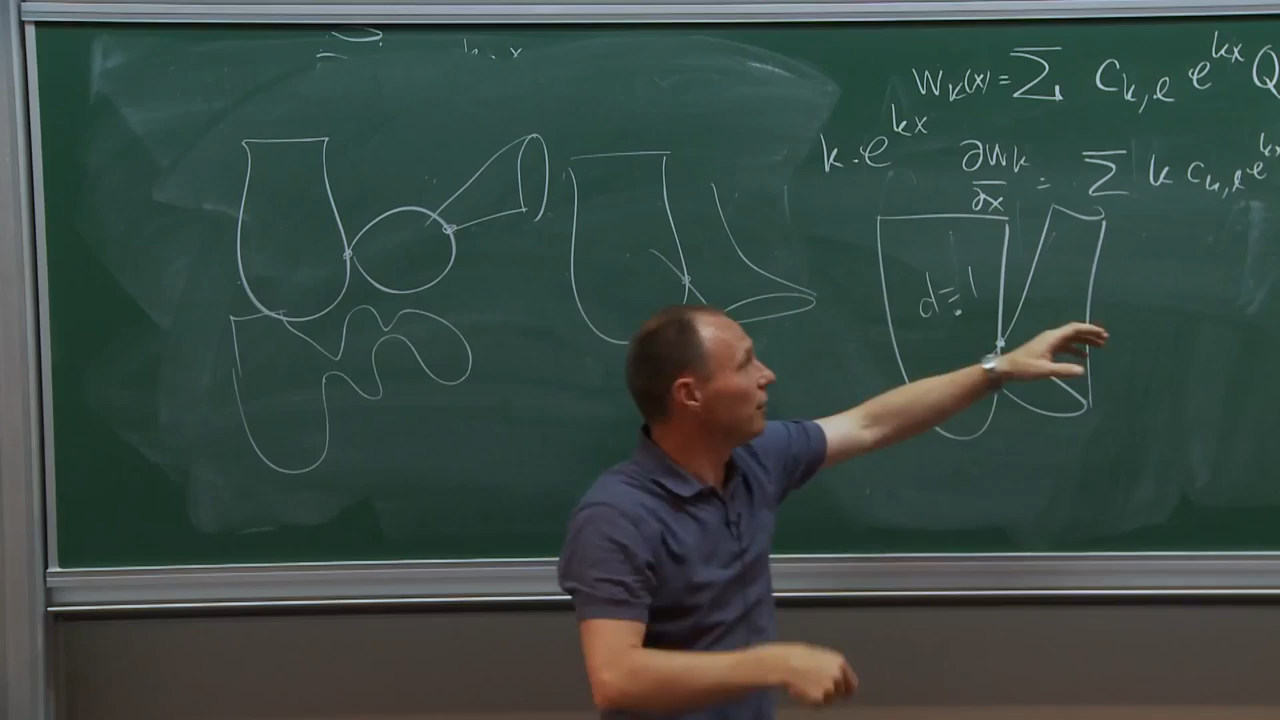 W_k(x) = Σ c_{k,e} e^{kx} Q
k · e^{kx}
∂W_k/∂x = Σ k c_{k,e} e^{kx}
d = 1